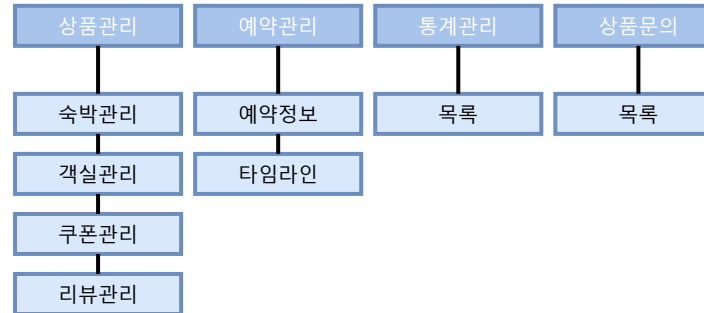 상품관리 예약관리 통계관리 상품문의
숙박관리 예약정보 목록 목록
객실관리 타임라인
쿠폰관리
리뷰관리